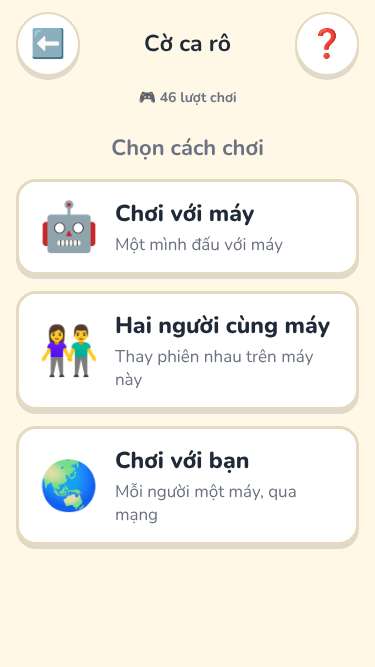 Cờ ca rô
46 lượt chơi
Chọn cách chơi
Chơi với máy
Một mình đấu với máy
Hai người cùng máy
Thay phiên nhau trên máy
này
Chơi với bạn
Mỗi người một máy, qua
mạng